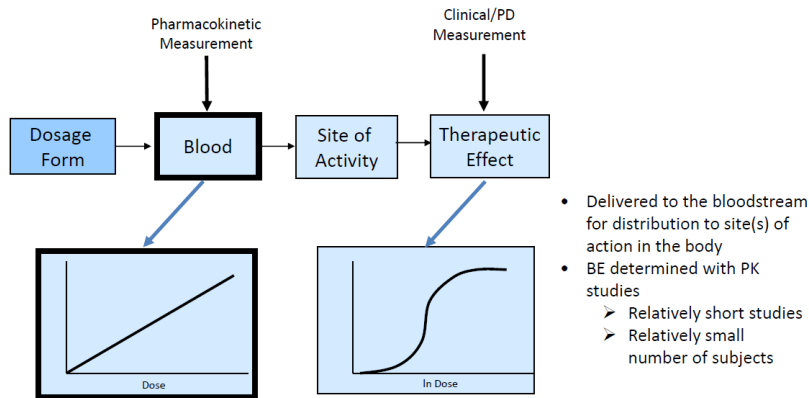 Pharmacokinetic
Measurement
Clinical/PD
Measurement
Dosage
Form
Blood
Site of
Activity
Therapeutic
Effect
Dose
In Dose
• Delivered to the bloodstream
for distribution to site(s) of
action in the body
• BE determined with PK
studies
➢ Relatively short studies
➢ Relatively small
number of subjects